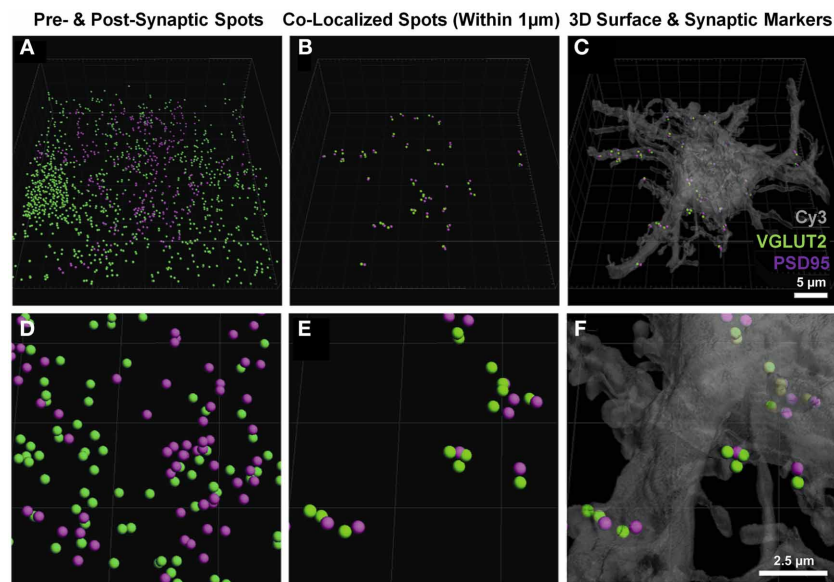 Pre- & Post-Synaptic Spots Co-Localized Spots (Within 1µm) 3D Surface & Synaptic Markers
A B C
Cy3
VGLUT2
PSD95
5 µm
D E F
2.5 µm